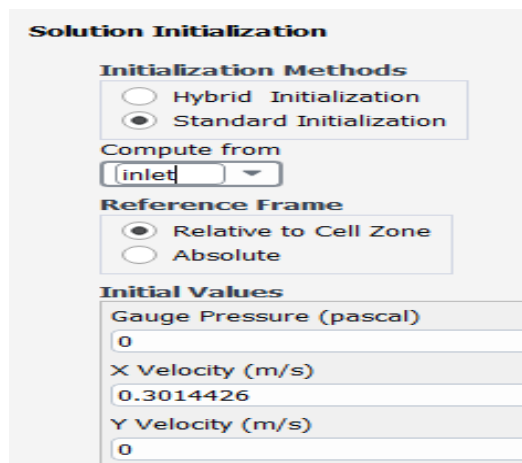 Solution Initialization
Initialization Methods
Hybrid Initialization
Standard Initialization
Compute from
inlet
Reference Frame
Relative to Cell Zone
Absolute
Initial Values
Gauge Pressure (pascal)
0
X Velocity (m/s)
0.3014426
Y Velocity (m/s)
0